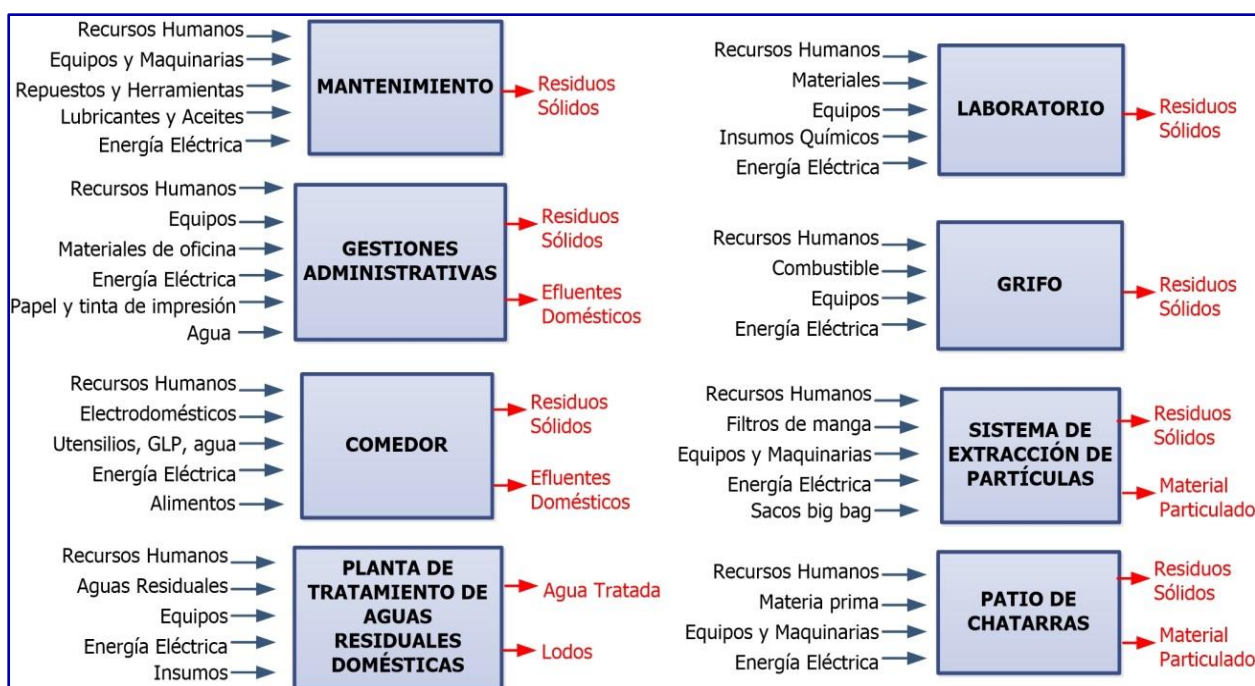 Recursos Humanos
Equipos y Maquinarias
Repuestos y Herramientas
Lubricantes y Aceites
Energía Eléctrica
MANTENIMIENTO
Residuos
Sólidos
Recursos Humanos
Equipos
Materiales de oficina
Energía Eléctrica
Papel y tinta de impresión
Agua
GESTIONES
ADMINISTRATIVAS
Residuos
Sólidos
Efluentes
Domésticos
Recursos Humanos
Electrodomésticos
Utensilios, GLP, agua
Energía Eléctrica
Alimentos
COMEDOR
Residuos
Sólidos
Efluentes
Domésticos
Recursos Humanos
Aguas Residuales
Equipos
Energía Eléctrica
Insumos
PLANTA DE
TRATAMIENTO DE
AGUAS
RESIDUALES
DOMÉSTICAS
Agua Tratada
Lodos
Recursos Humanos
Materiales
Equipos
Insumos Químicos
Energía Eléctrica
LABORATORIO
Residuos
Sólidos
Recursos Humanos
Combustible
Equipos
Energía Eléctrica
GRIFO
Residuos
Sólidos
Recursos Humanos
Filtros de manga
Equipos y Maquinarias
Energía Eléctrica
Sacos big bag
SISTEMA DE
EXTRACCIÓN DE
PARTÍCULAS
Residuos
Sólidos
Material
Particulado
Recursos Humanos
Materia prima
Equipos y Maquinarias
Energía Eléctrica
PATIO DE
CHATARRAS
Residuos
Sólidos
Material
Particulado